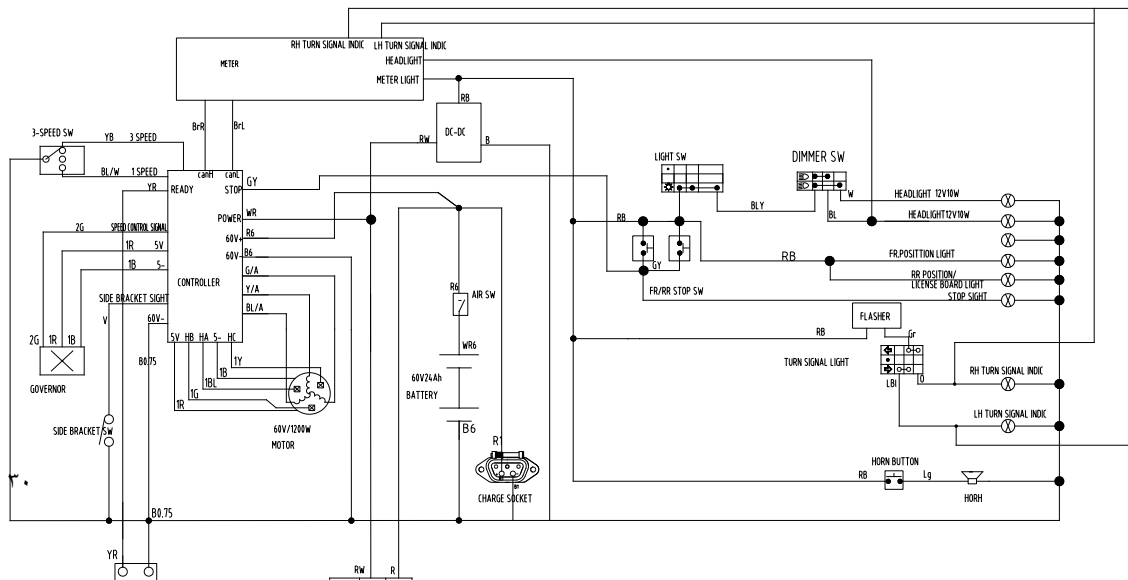 RH TURN SIGNAL INDIC
LH TURN SIGNAL INDIC
METER
HEADLIGHT
METER LIGHT
RB
BrR
BrL
DC-DC
RW
B
3-SPEED SW
YB
3 SPEED
BL/W
1 SPEED
YR
canH
canL
READY
STOP
GY
POWER
WR
2G
SPEED CONTROL SIGNAL
60V+
R6
1R
5V
60V-
B6
1B
5-
G/A
CONTROLLER
Y/A
SIDE BRACKET SIGHT
BL/A
V
60V-
5V
HB
HA
5-
HC
2G
1R
1B
GOVERNOR
B0.75
1Y
1B
1BL
1G
1R
60V/1200W
MOTOR
SIDE BRACKET SW
R6
AIR SW
WR6
60V24Ah
BATTERY
B6
R1
B1
CHARGE SOCKET
LIGHT SW
DIMMER SW
BLY
W
BL
HEADLIGHT 12V10W
HEADLIGHT12V10W
RB
GY
RB
FR.POSITTION LIGHT
RR POSITION/
LICENSE BOARD LIGHT
FR/RR STOP SW
STOP SIGHT
FLASHER
RB
Gr
TURN SIGNAL LIGHT
LBl
O
RH TURN SIGNAL INDIC
LH TURN SIGNAL INDIC
HORN BUTTON
RB
Lg
HORH
٣٠
B0.75
YR
RW
R